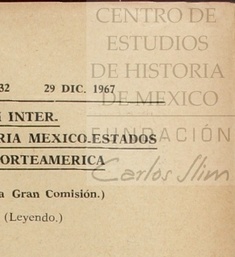 CENTRO DE
ESTUDIOS
DE HISTORIA
DE MEXICO
FUNDACIÓN
Carlos Slim
32 29 DIC. 1967
INTER-
RIA MEXICO-ESTADOS
ORTEAMERICA
a Gran Comisión.)
(Leyendo.)